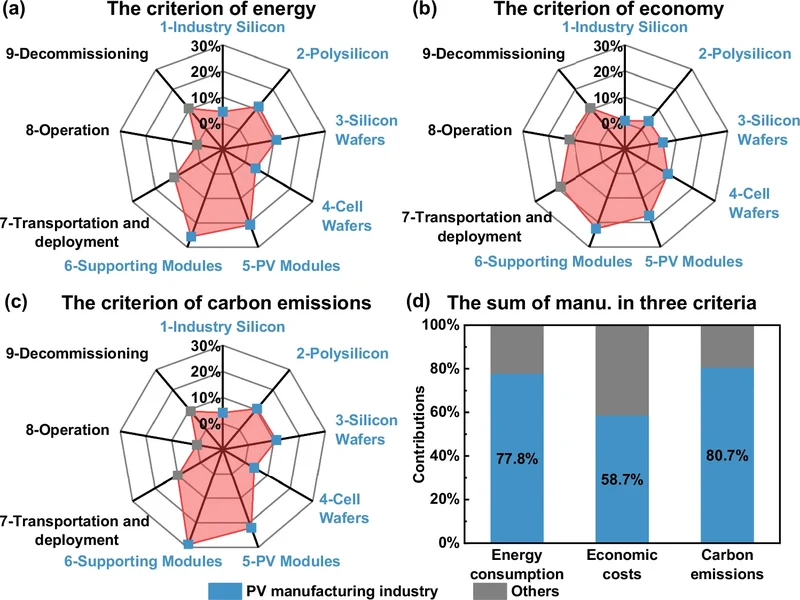 (a) The criterion of energy
1-Industry Silicon
30%
20%
10%
0%
9-Decommissioning
2-Polysilicon
8-Operation
3-Silicon
Wafers
4-Cell
Wafers
7-Transportation and
deployment
6-Supporting Modules
5-PV Modules
(b) The criterion of economy
1-Industry Silicon
30%
20%
10%
0%
9-Decommissioning
2-Polysilicon
8-Operation
3-Silicon
Wafers
4-Cell
Wafers
7-Transportation and
deployment
6-Supporting Modules
5-PV Modules
(c) The criterion of carbon emissions
1-Industry Silicon
30%
20%
10%
0%
9-Decommissioning
2-Polysilicon
8-Operation
3-Silicon
Wafers
4-Cell
Wafers
7-Transportation and
deployment
6-Supporting Modules
5-PV Modules
(d) The sum of manu. in three criteria
Contributions
100%
80%
60%
40%
20%
0%
77.8%
58.7%
80.7%
Energy
consumption
Economic
costs
Carbon
emissions
PV manufacturing industry
Others